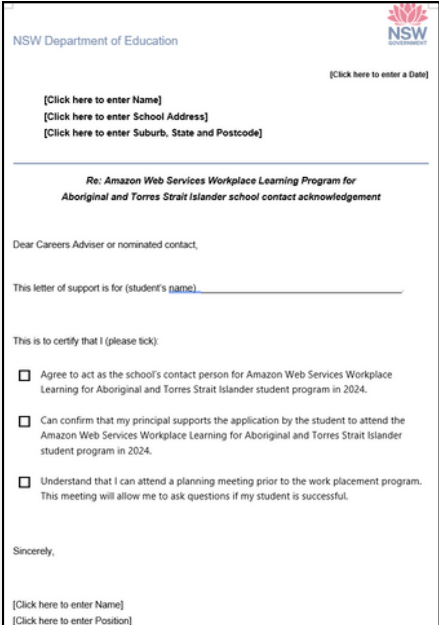 NSW Department of Education
NSW
GOVERNMENT
[Click here to enter a Date]
[Click here to enter Name]
[Click here to enter School Address]
[Click here to enter Suburb, State and Postcode]
Re: Amazon Web Services Workplace Learning Program for
Aboriginal and Torres Strait Islander school contact acknowledgement
Dear Careers Adviser or nominated contact,
This letter of support is for (student's name)
This is to certify that I (please tick):
Agree to act as the school's contact person for Amazon Web Services Workplace
Learning for Aboriginal and Torres Strait Islander student program in 2024.
Can confirm that my principal supports the application by the student to attend the
Amazon Web Services Workplace Learning for Aboriginal and Torres Strait Islander
student program in 2024.
Understand that I can attend a planning meeting prior to the work placement program.
This meeting will allow me to ask questions if my student is successful.
Sincerely,
[Click here to enter Name]
[Click here to enter Position]